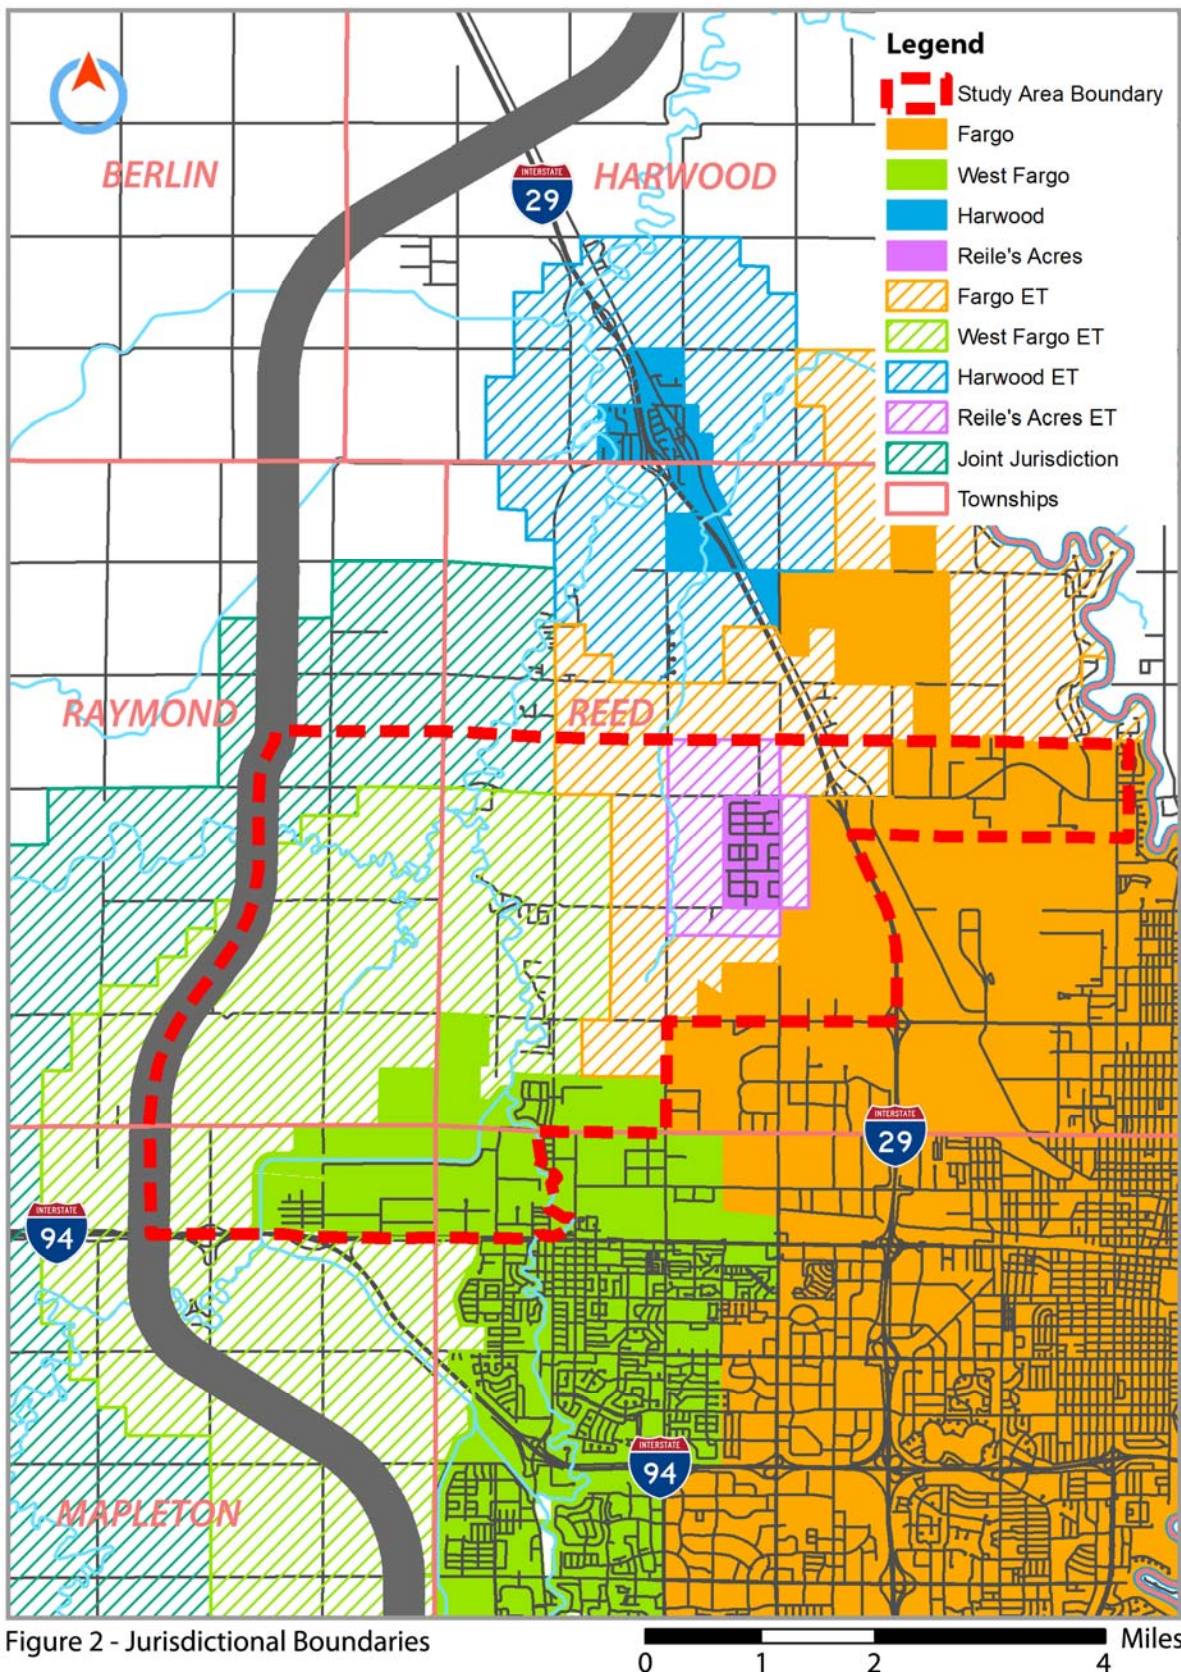 Legend
Study Area Boundary
Fargo
West Fargo
Harwood
Reile's Acres
Fargo ET
West Fargo ET
Harwood ET
Reile's Acres ET
Joint Jurisdiction
Townships
BERLIN
HARWOOD
INTERSTATE
29
RAYMOND
REED
INTERSTATE
29
INTERSTATE
94
INTERSTATE
94
MAPLETON
Figure 2 - Jurisdictional Boundaries
Miles
0 1 2 4